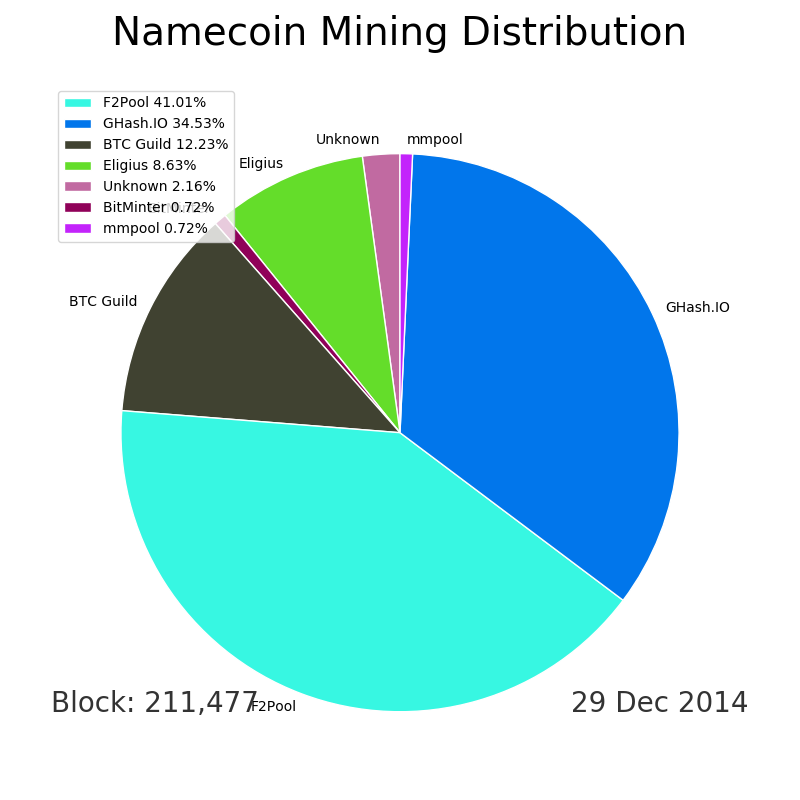 Namecoin Mining Distribution
F2Pool 41.01%
GHash.IO 34.53%
BTC Guild 12.23%
Eligius 8.63%
Unknown 2.16%
BitMinter 0.72%
mmpool 0.72%
Unknown
mmpool
Eligius
BTC Guild
GHash.IO
Block: 211,477
F2Pool
29 Dec 2014